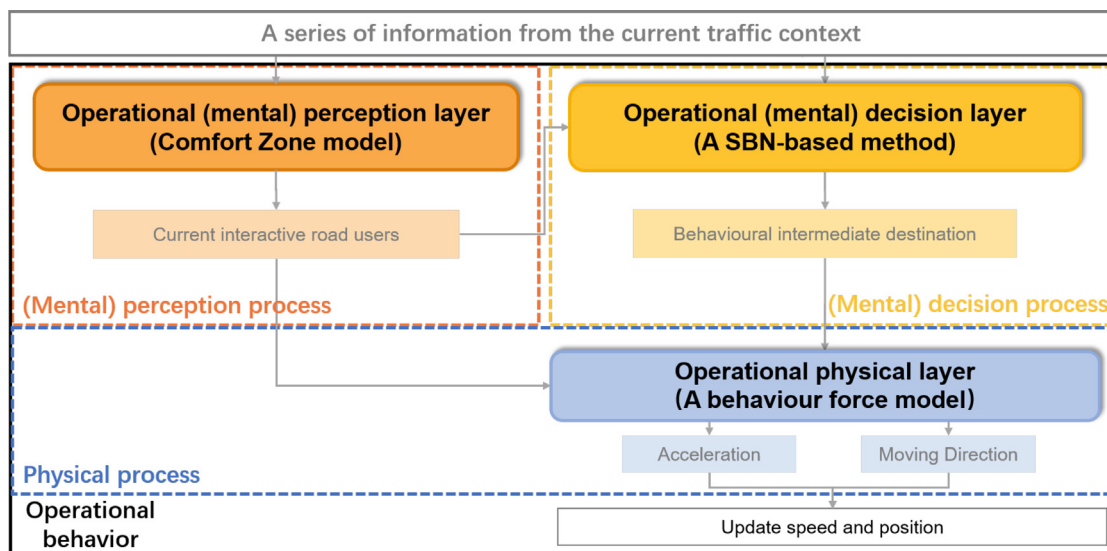 A series of information from the current traffic context
Operational (mental) perception layer
(Comfort Zone model)
Operational (mental) decision layer
(A SBN-based method)
Current interactive road users
Behavioural intermediate destination
(Mental) perception process
(Mental) decision process
Operational physical layer
(A behaviour force model)
Acceleration
Moving Direction
Physical process
Operational
behavior
Update speed and position